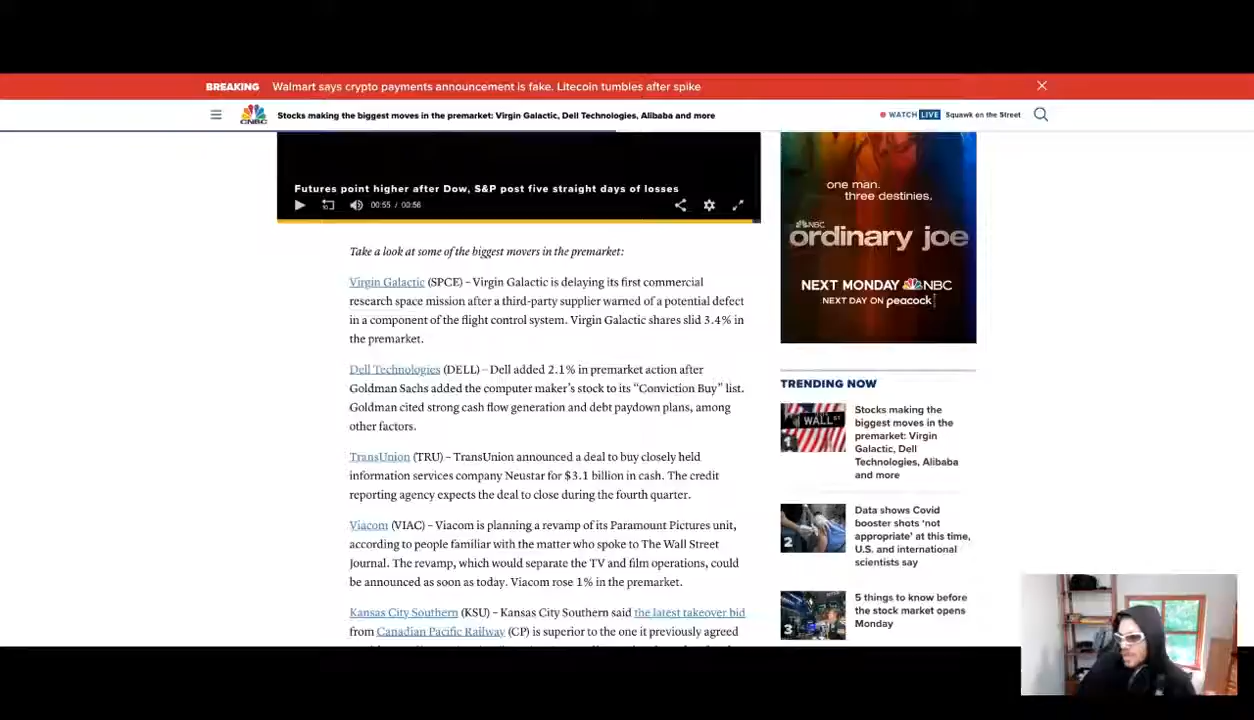 BREAKING Walmart says crypto payments announcement is fake. Litecoin tumbles after spike
CNBC Stocks making the biggest moves in the premarket: Virgin Galactic, Dell Technologies, Alibaba and more WATCH LIVE Squawk on the Street
Futures point higher after Dow, S&P post five straight days of losses
00:55 / 00:56
Take a look at some of the biggest movers in the premarket:
Virgin Galactic (SPCE) – Virgin Galactic is delaying its first commercial
research space mission after a third-party supplier warned of a potential defect
in a component of the flight control system. Virgin Galactic shares slid 3.4% in
the premarket.
Dell Technologies (DELL) – Dell added 2.1% in premarket action after
Goldman Sachs added the computer maker's stock to its “Conviction Buy” list.
Goldman cited strong cash flow generation and debt paydown plans, among
other factors.
TransUnion (TRU) – TransUnion announced a deal to buy closely held
information services company Neustar for $3.1 billion in cash. The credit
reporting agency expects the deal to close during the fourth quarter.
Viacom (VIAC) – Viacom is planning a revamp of its Paramount Pictures unit,
according to people familiar with the matter who spoke to The Wall Street
Journal. The revamp, which would separate the TV and film operations, could
be announced as soon as today. Viacom rose 1% in the premarket.
Kansas City Southern (KSU) – Kansas City Southern said the latest takeover bid
from Canadian Pacific Railway (CP) is superior to the one it previously agreed
one man.
three destinies.
NBC
ordinary joe
NEXT MONDAY NBC
NEXT DAY ON peacock
TRENDING NOW
WALL ST
1
Stocks making the
biggest moves in the
premarket: Virgin
Galactic, Dell
Technologies, Alibaba
and more
2
Data shows Covid
booster shots ‘not
appropriate’ at this time,
U.S. and international
scientists say
3
5 things to know before
the stock market opens
Monday